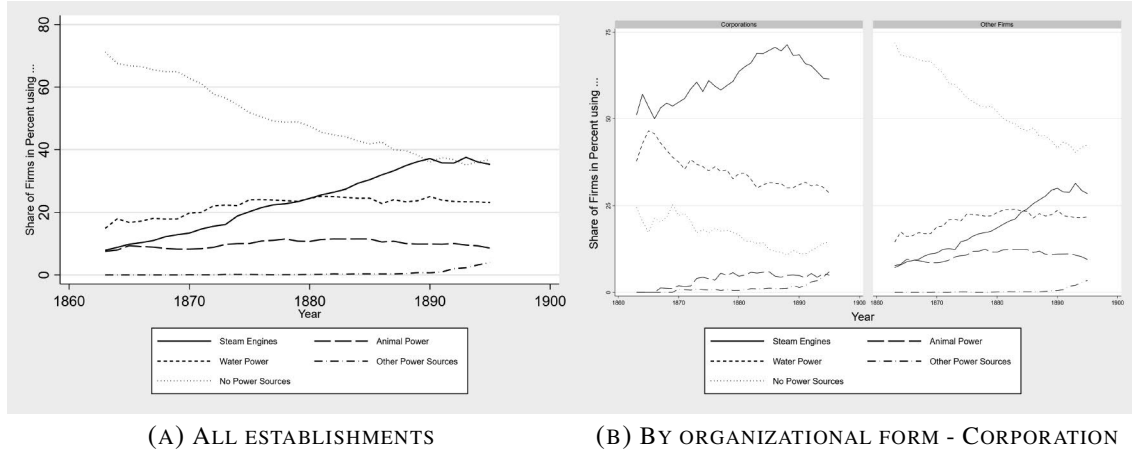 Share of Firms in Percent using ...
80
60
40
20
0
1860
1870
1880
1890
1900
Year
Steam Engines
Animal Power
Water Power
Other Power Sources
No Power Sources
(A) ALL ESTABLISHMENTS
Corporations
Other Firms
Share of Firms in Percent using ...
75
50
25
0
1860
1870
1880
1890
1900
1860
1870
1880
1890
1900
Year
Steam Engines
Animal Power
Water Power
Other Power Sources
No Power Sources
(B) BY ORGANIZATIONAL FORM - CORPORATION